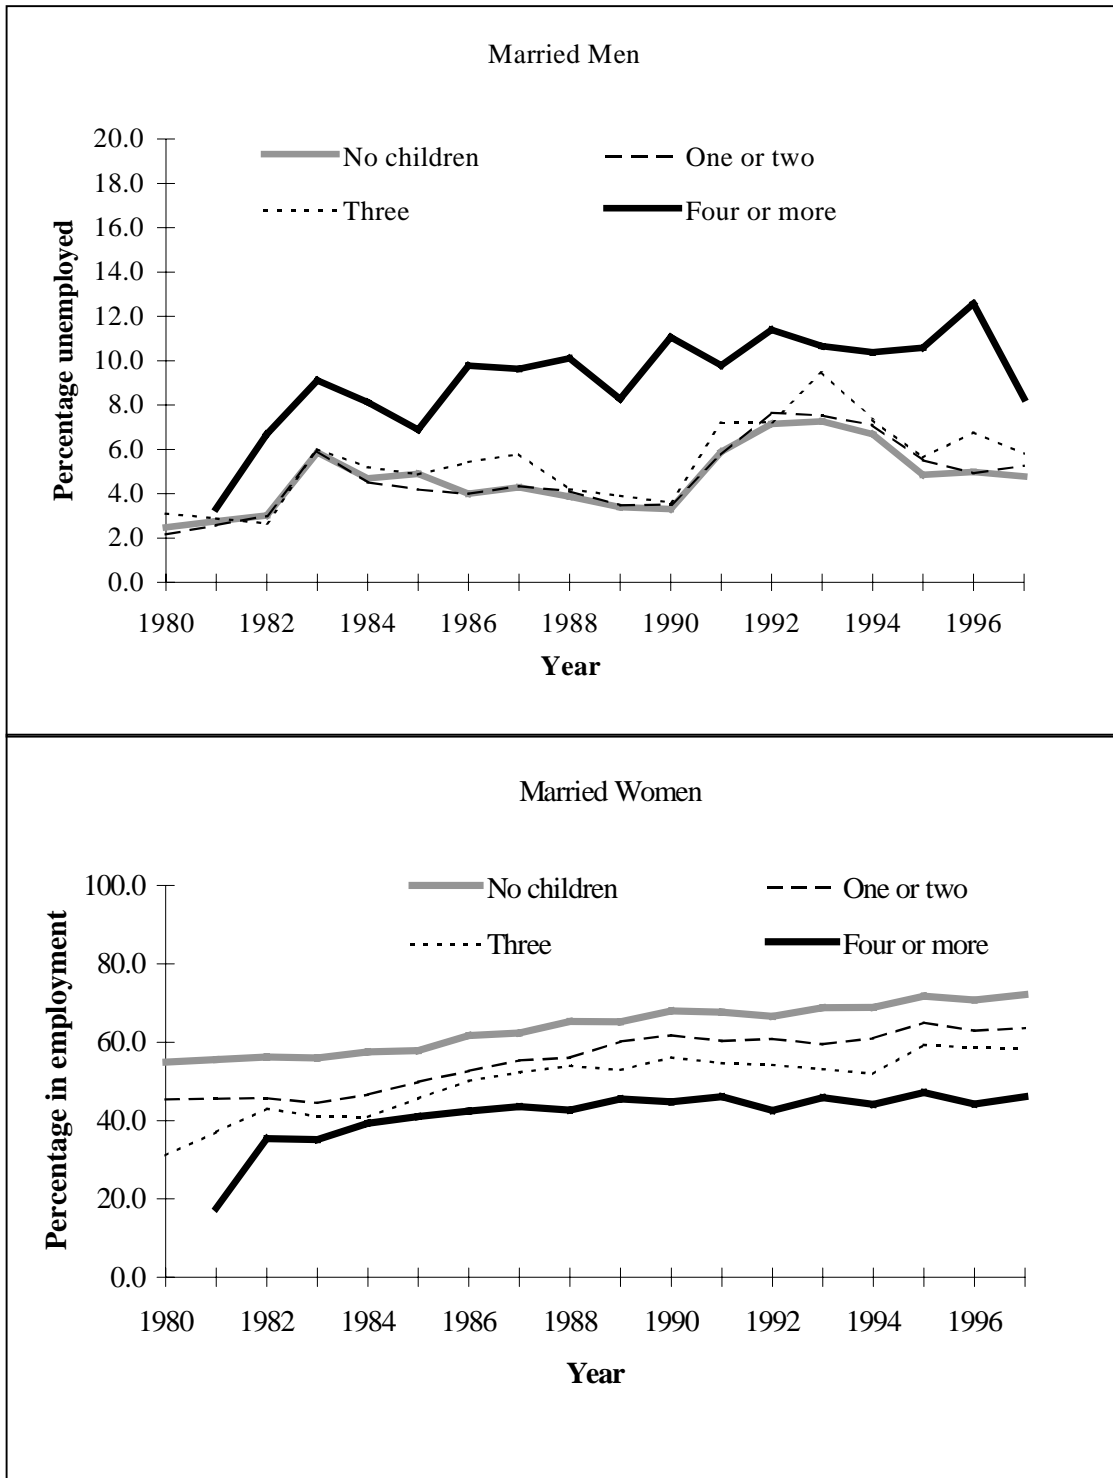 Married Men
20.0
18.0
16.0
14.0
12.0
10.0
8.0
6.0
4.0
2.0
0.0
Percentage unemployed
No children
One or two
Three
Four or more
1980 1982 1984 1986 1988 1990 1992 1994 1996
Year
Married Women
100.0
80.0
60.0
40.0
20.0
0.0
Percentage in employment
No children
One or two
Three
Four or more
1980 1982 1984 1986 1988 1990 1992 1994 1996
Year